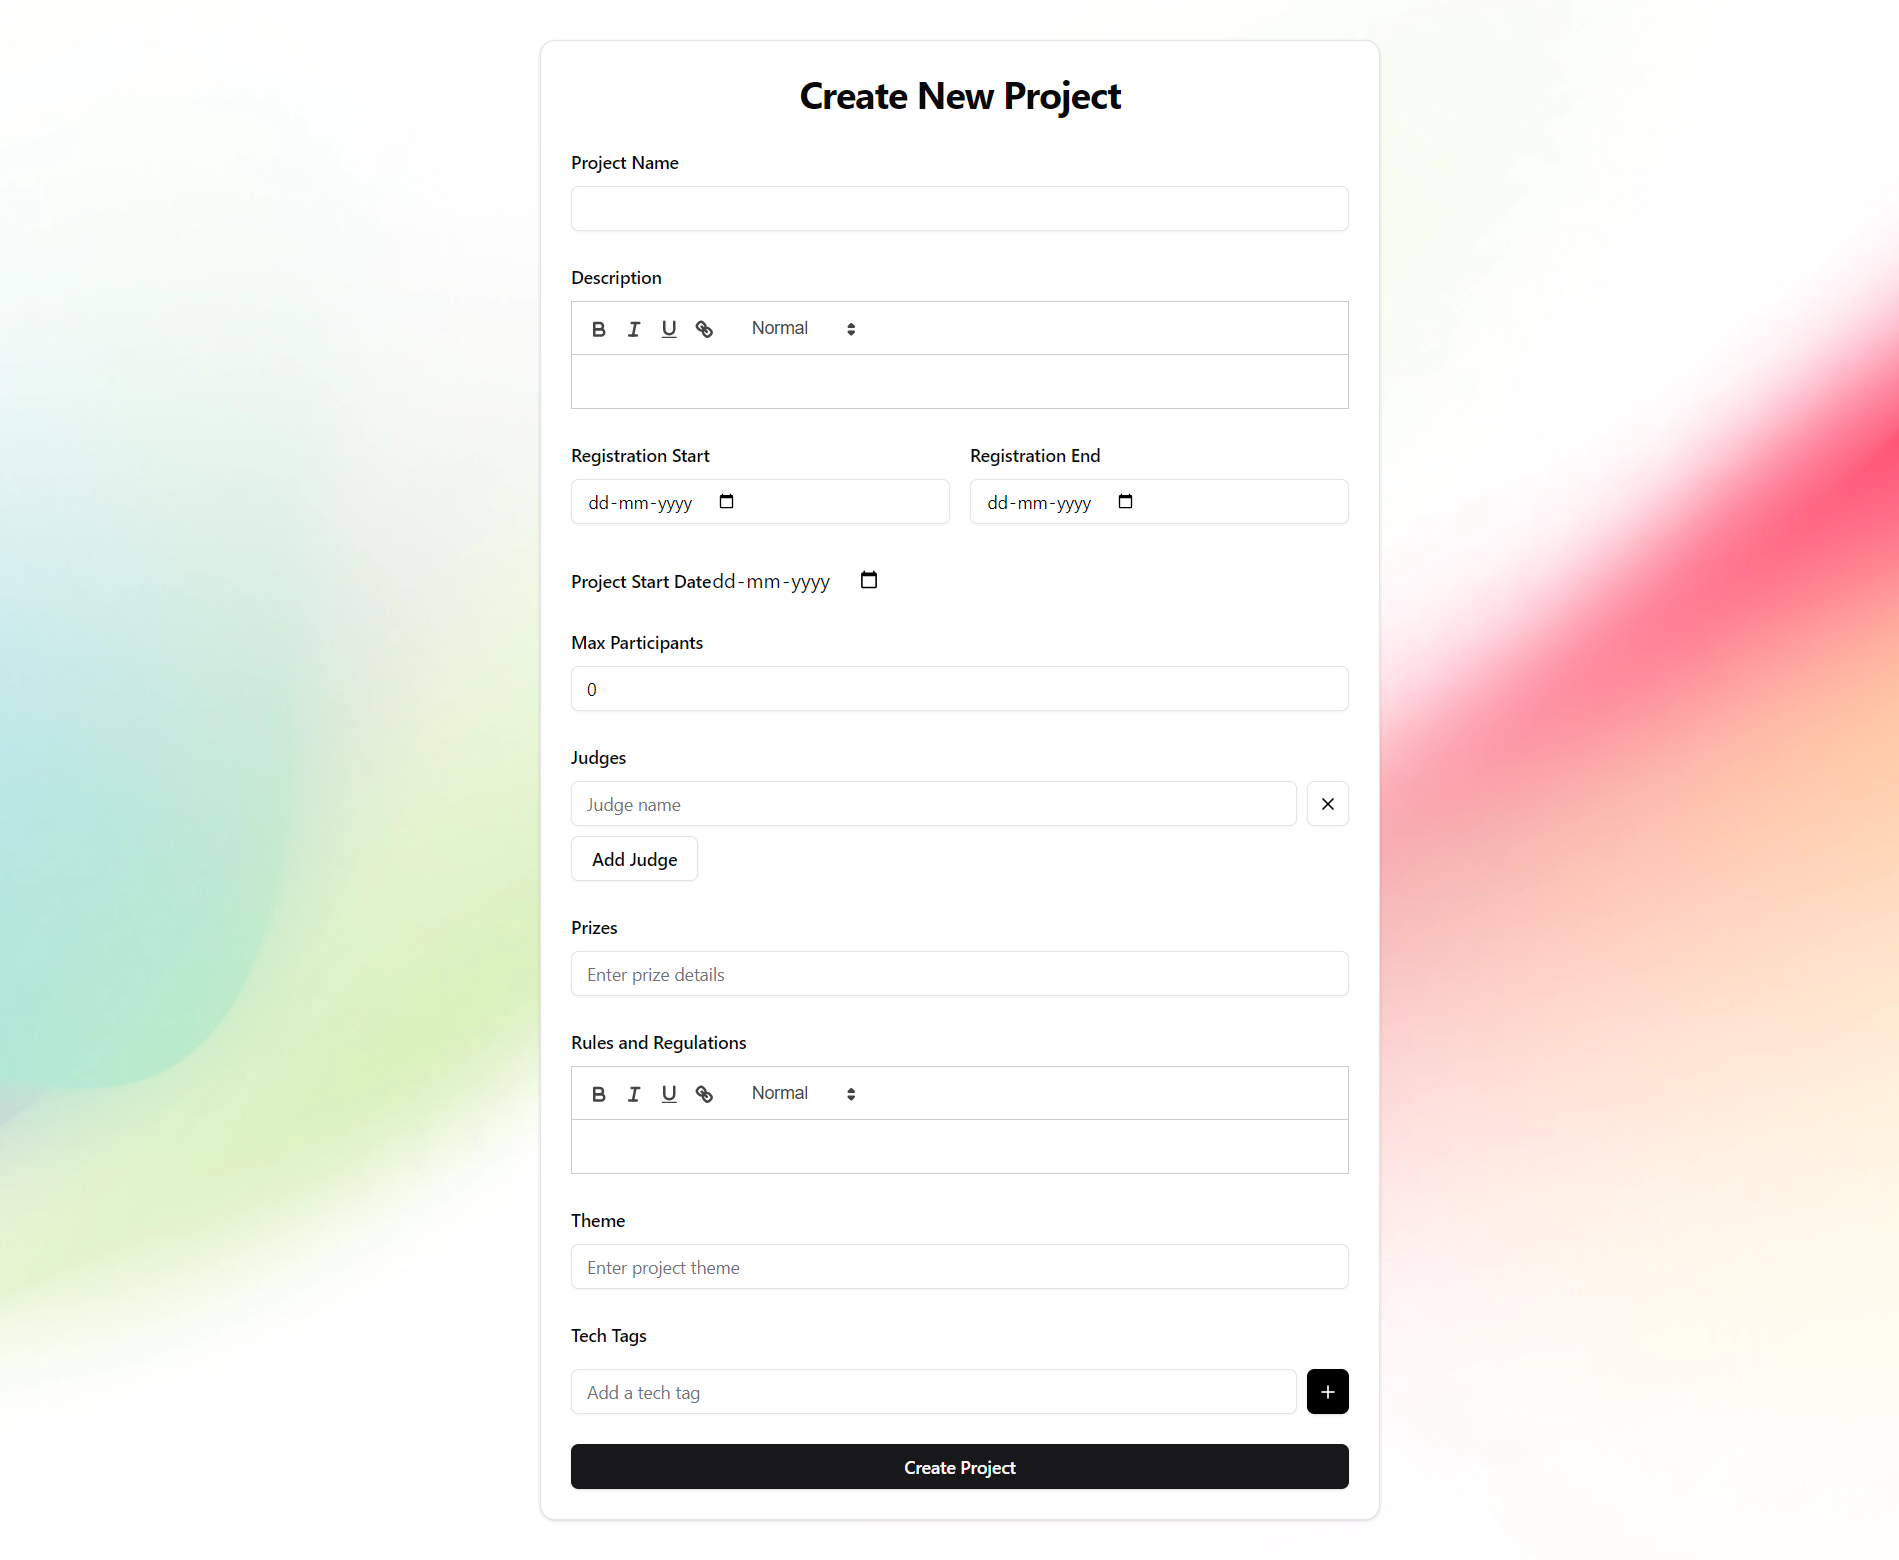 Create New Project
Project Name
Description
B I U Normal
Registration Start Registration End
dd-mm-yyyy dd-mm-yyyy
Project Start Date dd-mm-yyyy
Max Participants
0
Judges
Judge name
Add Judge
Prizes
Enter prize details
Rules and Regulations
B I U Normal
Theme
Enter project theme
Tech Tags
Add a tech tag
Create Project